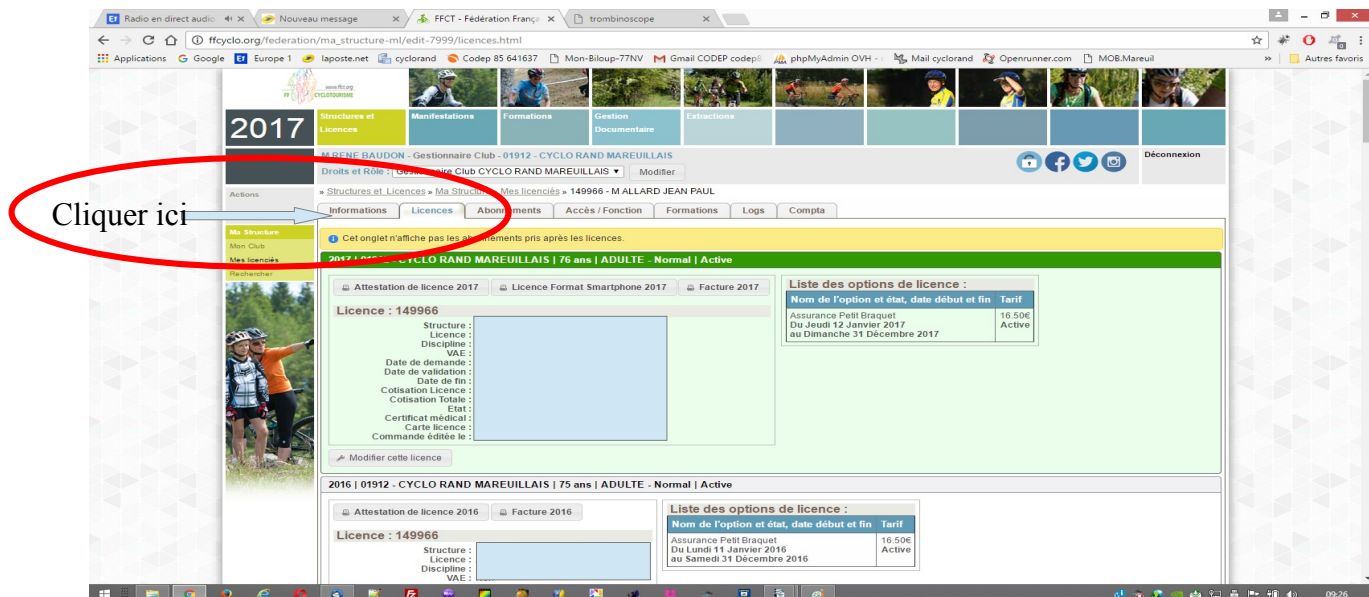 Radio en direct audio
Nouveau message
FFCT - Fédération França
trombinoscope
ffcyclo.org/federation/ma_structure-ml/edit-7999/licences.html
Applications Google Europe 1 laposte.net cyclorand Codep 85 641637 Mon-Biloup-77NV Gmail CODEP codep8 phpMyAdmin OVH - Mail cyclorand Openrunner.com MOB.Mareuil » Autres favoris
www.ffct.org
FF CYCLOTOURISME
2017
Structures et Licences
Manifestations
Formations
Gestion Documentaire
Extractions
M RENE BAUDON - Gestionnaire Club - 01912 - CYCLO RAND MAREUILLAIS
Déconnexion
Droits et Rôle : Gestionnaire Club CYCLO RAND MAREUILLAIS Modifier
Actions
» Structures et Licences » Ma Structure » Mes licenciés » 149966 - M ALLARD JEAN PAUL
Cliquer ici
Informations Licences Abonnements Accès / Fonction Formations Logs Compta
Ma Structure
Mon Club
Mes licenciés
Rechercher
Cet onglet n'affiche pas les abonnements pris après les licences.
2017 | 01912 - CYCLO RAND MAREUILLAIS | 76 ans | ADULTE - Normal | Active
Attestation de licence 2017 Licence Format Smartphone 2017 Facture 2017
Licence : 149966
Structure :
Licence :
Discipline :
VAE :
Date de demande :
Date de validation :
Date de fin :
Cotisation Licence :
Cotisation Totale :
Etat :
Certificat médical :
Carte licence :
Commande éditée le :
Liste des options de licence :
Nom de l'option et état, date début et fin Tarif
Assurance Petit Braquet 16.50€
Du Jeudi 12 Janvier 2017 Active
au Dimanche 31 Décembre 2017
Modifier cette licence
2016 | 01912 - CYCLO RAND MAREUILLAIS | 75 ans | ADULTE - Normal | Active
Attestation de licence 2016 Facture 2016
Licence : 149966
Structure :
Licence :
Discipline :
VAE :
Liste des options de licence :
Nom de l'option et état, date début et fin Tarif
Assurance Petit Braquet 16.50€
Du Lundi 11 Janvier 2016 Active
au Samedi 31 Décembre 2016
09:26